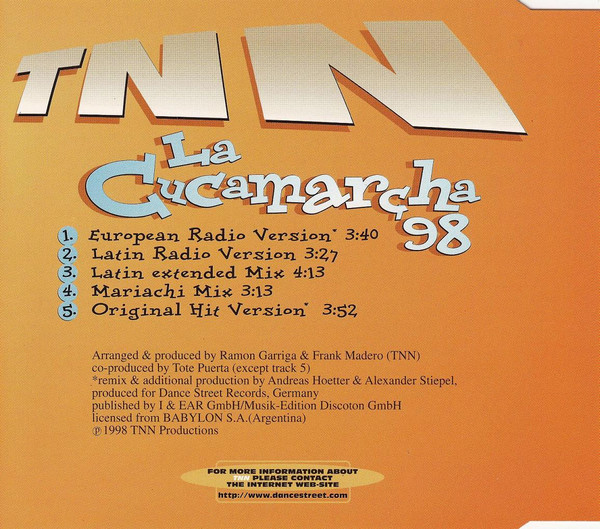 TNN
La
Cucamarcha
98
1. European Radio Version* 3:40
2. Latin Radio Version 3:27
3. Latin extended Mix 4:13
4. Mariachi Mix 3:13
5. Original Hit Version* 3:52
Arranged & produced by Ramon Garriga & Frank Madero (TNN)
co-produced by Tote Puerta (except track 5)
*remix & additional production by Andreas Hoetter & Alexander Stiepel,
produced for Dance Street Records, Germany
published by I & EAR GmbH/Musik-Edition Discoton GmbH
licensed from BABYLON S.A.(Argentina)
℗1998 TNN Productions
FOR MORE INFORMATION ABOUT
TNN PLEASE CONTACT
THE INTERNET WEB-SITE
http://www.dancestreet.com